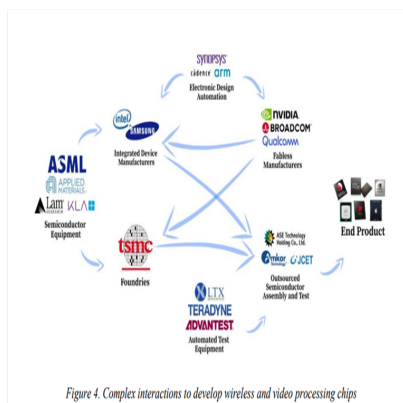 SYNOPSYS
cādence arm
Electronic Design
Automation
intel
SAMSUNG
Integrated Device
Manufacturers
NVIDIA
BROADCOM
Qualcomm
Fabless
Manufacturers
ASML
APPLIED
MATERIALS
Lam
RESEARCH
KLA
Semiconductor
Equipment
End Product
tsmc
Foundries
ASE Technology
Holding Co., Ltd.
Amkor
Technology
JCET
Outsourced
Semiconductor
Assembly and Test
LTX
TERADYNE
ADVANTEST
Automated Test
Equipment
Figure 4. Complex interactions to develop wireless and video processing chips